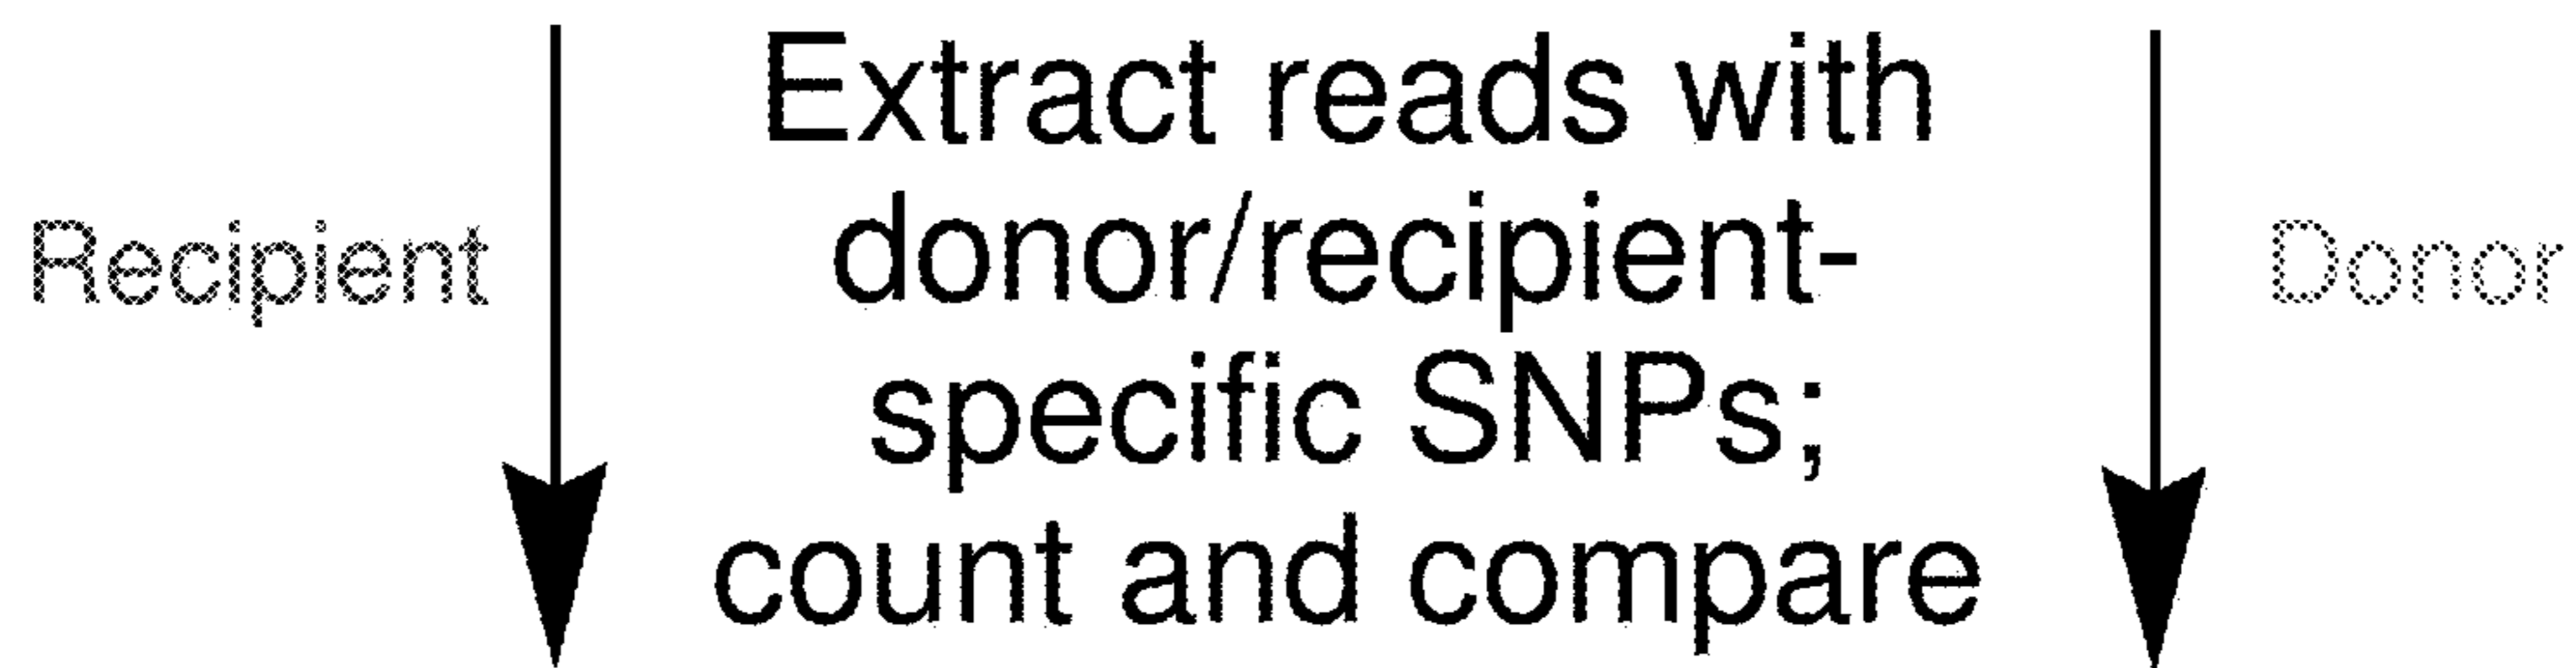 Extract reads with
donor/recipient-
specific SNPs;
count and compare
Recipient
Donor